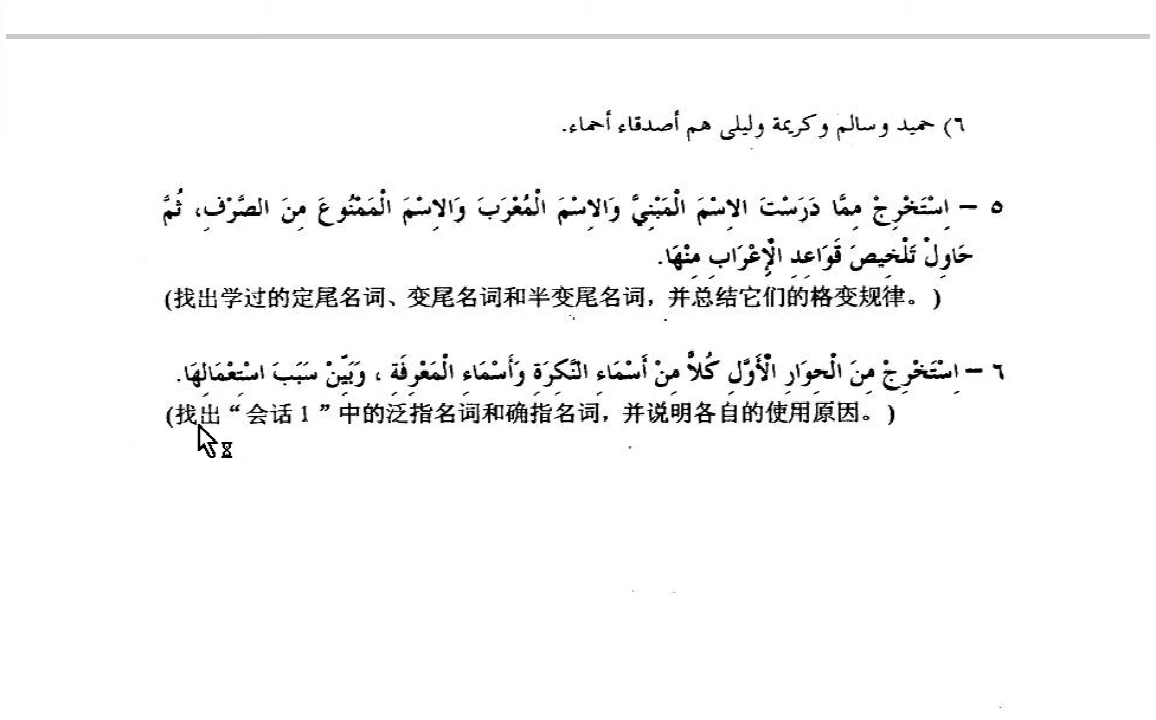 ٦) حميد وسالم وكريمة وليلى هم أصدقاء أحماء.
٥ – اِسْتَخْرِجْ مِمَّا دَرَسْتَ الاِسْمَ الْمَبْنِيَّ وَالاِسْمَ الْمُعْرَبَ وَالاِسْمَ الْمَمْنُوعَ مِنَ الصَّرْفِ، ثُمَّ
حَاوِلْ تَلْخِيصَ قَوَاعِدِ الْإِعْرَابِ مِنْهَا.
(找出学过的定尾名词、变尾名词和半变尾名词，并总结它们的格变规律。)
٦ – اِسْتَخْرِجْ مِنَ الْحِوَارِ الْأَوَّلِ كُلاًّ مِنْ أَسْمَاءِ النَّكِرَةِ وَأَسْمَاءِ الْمَعْرِفَةِ ، وَبَيِّنْ سَبَبَ اسْتِعْمَالِهَا.
(找出“会话 1 ”中的泛指名词和确指名词，并说明各自的使用原因。)